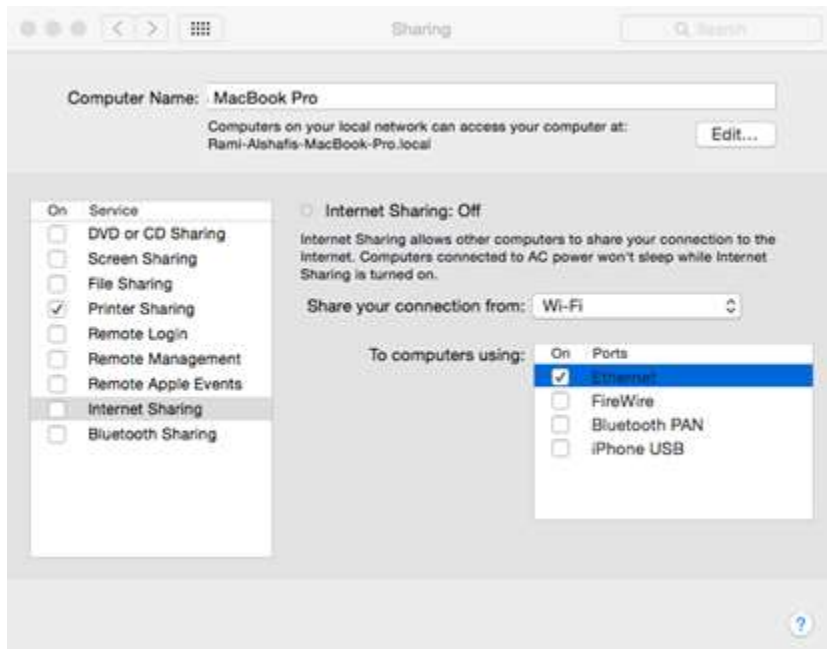 Sharing
Search
Computer Name: MacBook Pro
Computers on your local network can access your computer at:
Rami-Alshafis-MacBook-Pro.local
Edit...
On Service
DVD or CD Sharing
Screen Sharing
File Sharing
Printer Sharing
Remote Login
Remote Management
Remote Apple Events
Internet Sharing
Bluetooth Sharing
Internet Sharing: Off
Internet Sharing allows other computers to share your connection to the
Internet. Computers connected to AC power won't sleep while Internet
Sharing is turned on.
Share your connection from: Wi-Fi
To computers using:
On Ports
Ethernet
FireWire
Bluetooth PAN
iPhone USB
?